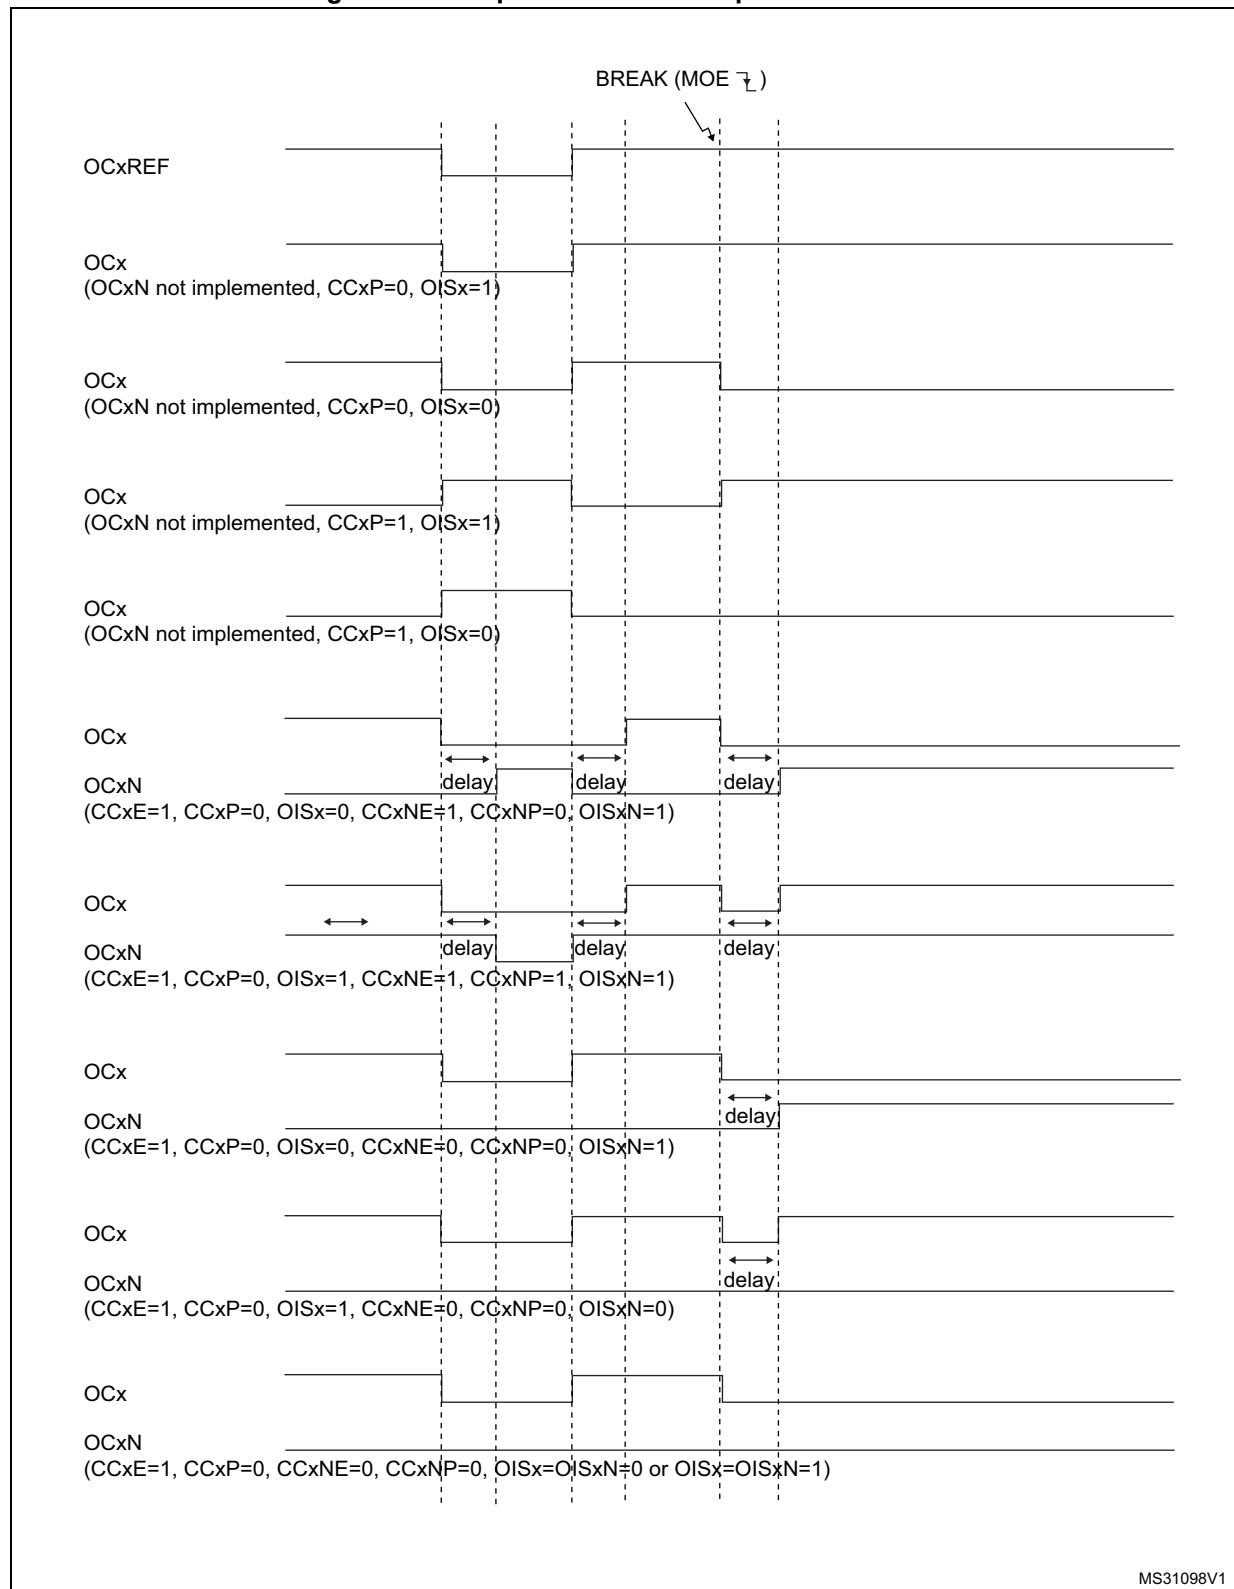 BREAK (MOE )
OCxREF
OCx
(OCxN not implemented, CCxP=0, OISx=1)
OCx
(OCxN not implemented, CCxP=0, OISx=0)
OCx
(OCxN not implemented, CCxP=1, OISx=1)
OCx
(OCxN not implemented, CCxP=1, OISx=0)
OCx
OCxN delay delay delay
(CCxE=1, CCxP=0, OISx=0, CCxNE=1, CCxNP=0, OISxN=1)
OCx
OCxN delay delay delay
(CCxE=1, CCxP=0, OISx=1, CCxNE=1, CCxNP=1, OISxN=1)
OCx
OCxN delay
(CCxE=1, CCxP=0, OISx=0, CCxNE=0, CCxNP=0, OISxN=1)
OCx
OCxN delay
(CCxE=1, CCxP=0, OISx=1, CCxNE=0, CCxNP=0, OISxN=0)
OCx
OCxN
(CCxE=1, CCxP=0, CCxNE=0, CCxNP=0, OISx=OISxN=0 or OISx=OISxN=1)
MS31098V1